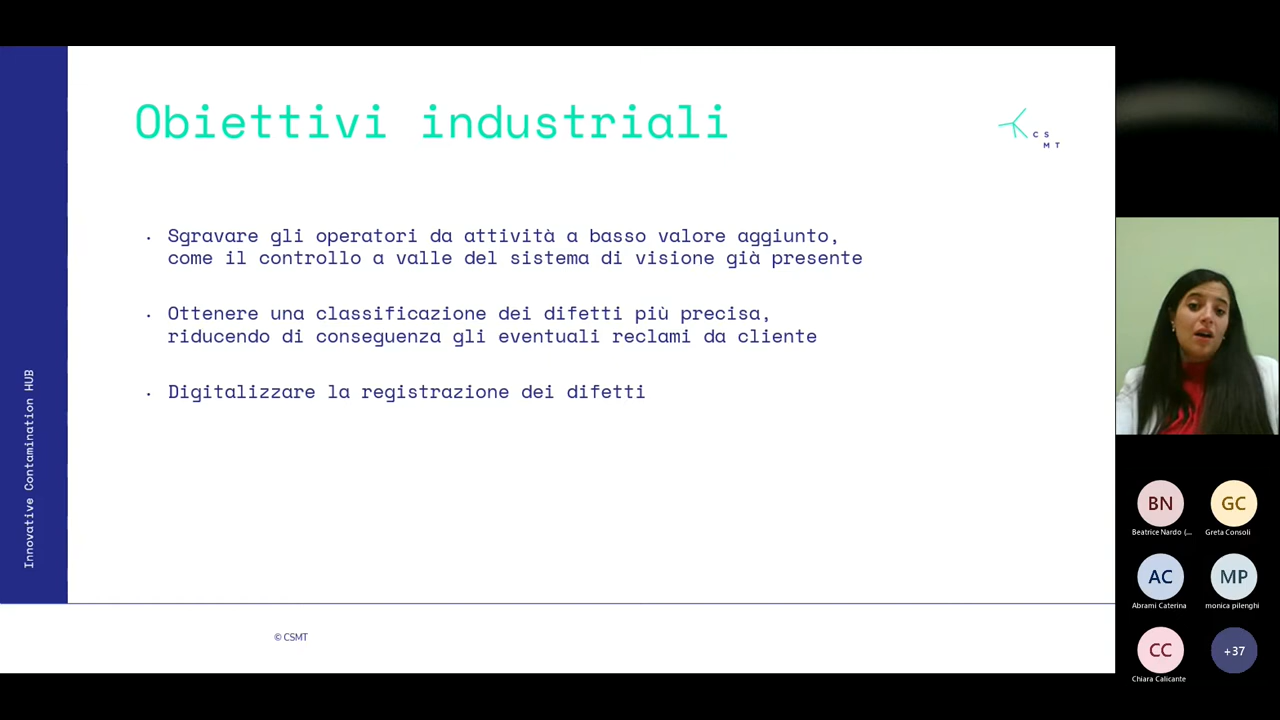 Obiettivi industriali
C S
M T
· Sgravare gli operatori da attività a basso valore aggiunto,
come il controllo a valle del sistema di visione già presente
· Ottenere una classificazione dei difetti più precisa,
riducendo di conseguenza gli eventuali reclami da cliente
· Digitalizzare la registrazione dei difetti
Innovative Contamination HUB
© CSMT
BN
GC
Beatrice Nardo (...
Greta Consoli
AC
MP
Abrami Caterina
monica pilenghi
CC
+37
Chiara Calicante